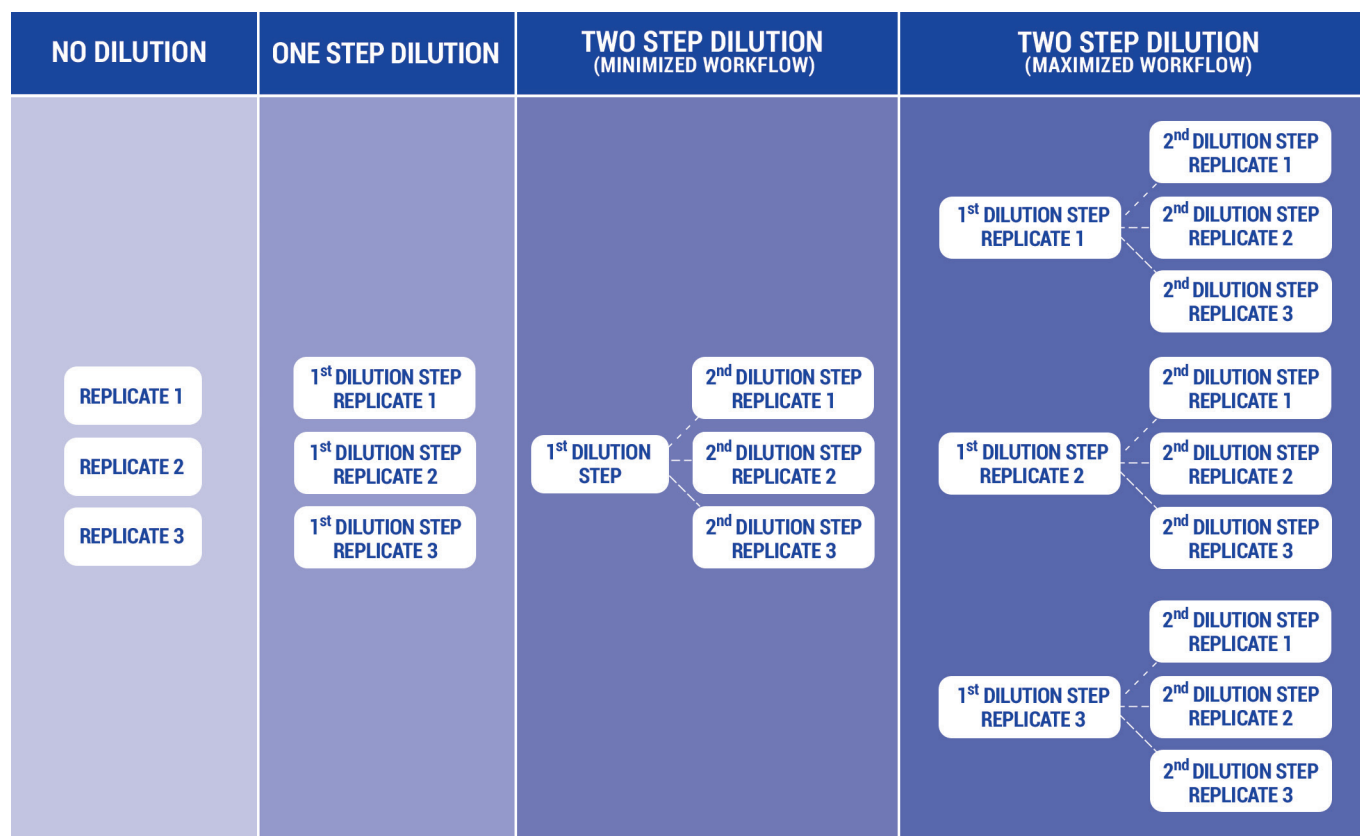 NO DILUTION
ONE STEP DILUTION
TWO STEP DILUTION
(MINIMIZED WORKFLOW)
TWO STEP DILUTION
(MAXIMIZED WORKFLOW)
REPLICATE 1
REPLICATE 2
REPLICATE 3
1st DILUTION STEP
REPLICATE 1
1st DILUTION STEP
REPLICATE 2
1st DILUTION STEP
REPLICATE 3
1st DILUTION
STEP
2nd DILUTION STEP
REPLICATE 1
2nd DILUTION STEP
REPLICATE 2
2nd DILUTION STEP
REPLICATE 3
1st DILUTION STEP
REPLICATE 1
2nd DILUTION STEP
REPLICATE 1
2nd DILUTION STEP
REPLICATE 2
2nd DILUTION STEP
REPLICATE 3
1st DILUTION STEP
REPLICATE 2
2nd DILUTION STEP
REPLICATE 1
2nd DILUTION STEP
REPLICATE 2
2nd DILUTION STEP
REPLICATE 3
1st DILUTION STEP
REPLICATE 3
2nd DILUTION STEP
REPLICATE 1
2nd DILUTION STEP
REPLICATE 2
2nd DILUTION STEP
REPLICATE 3